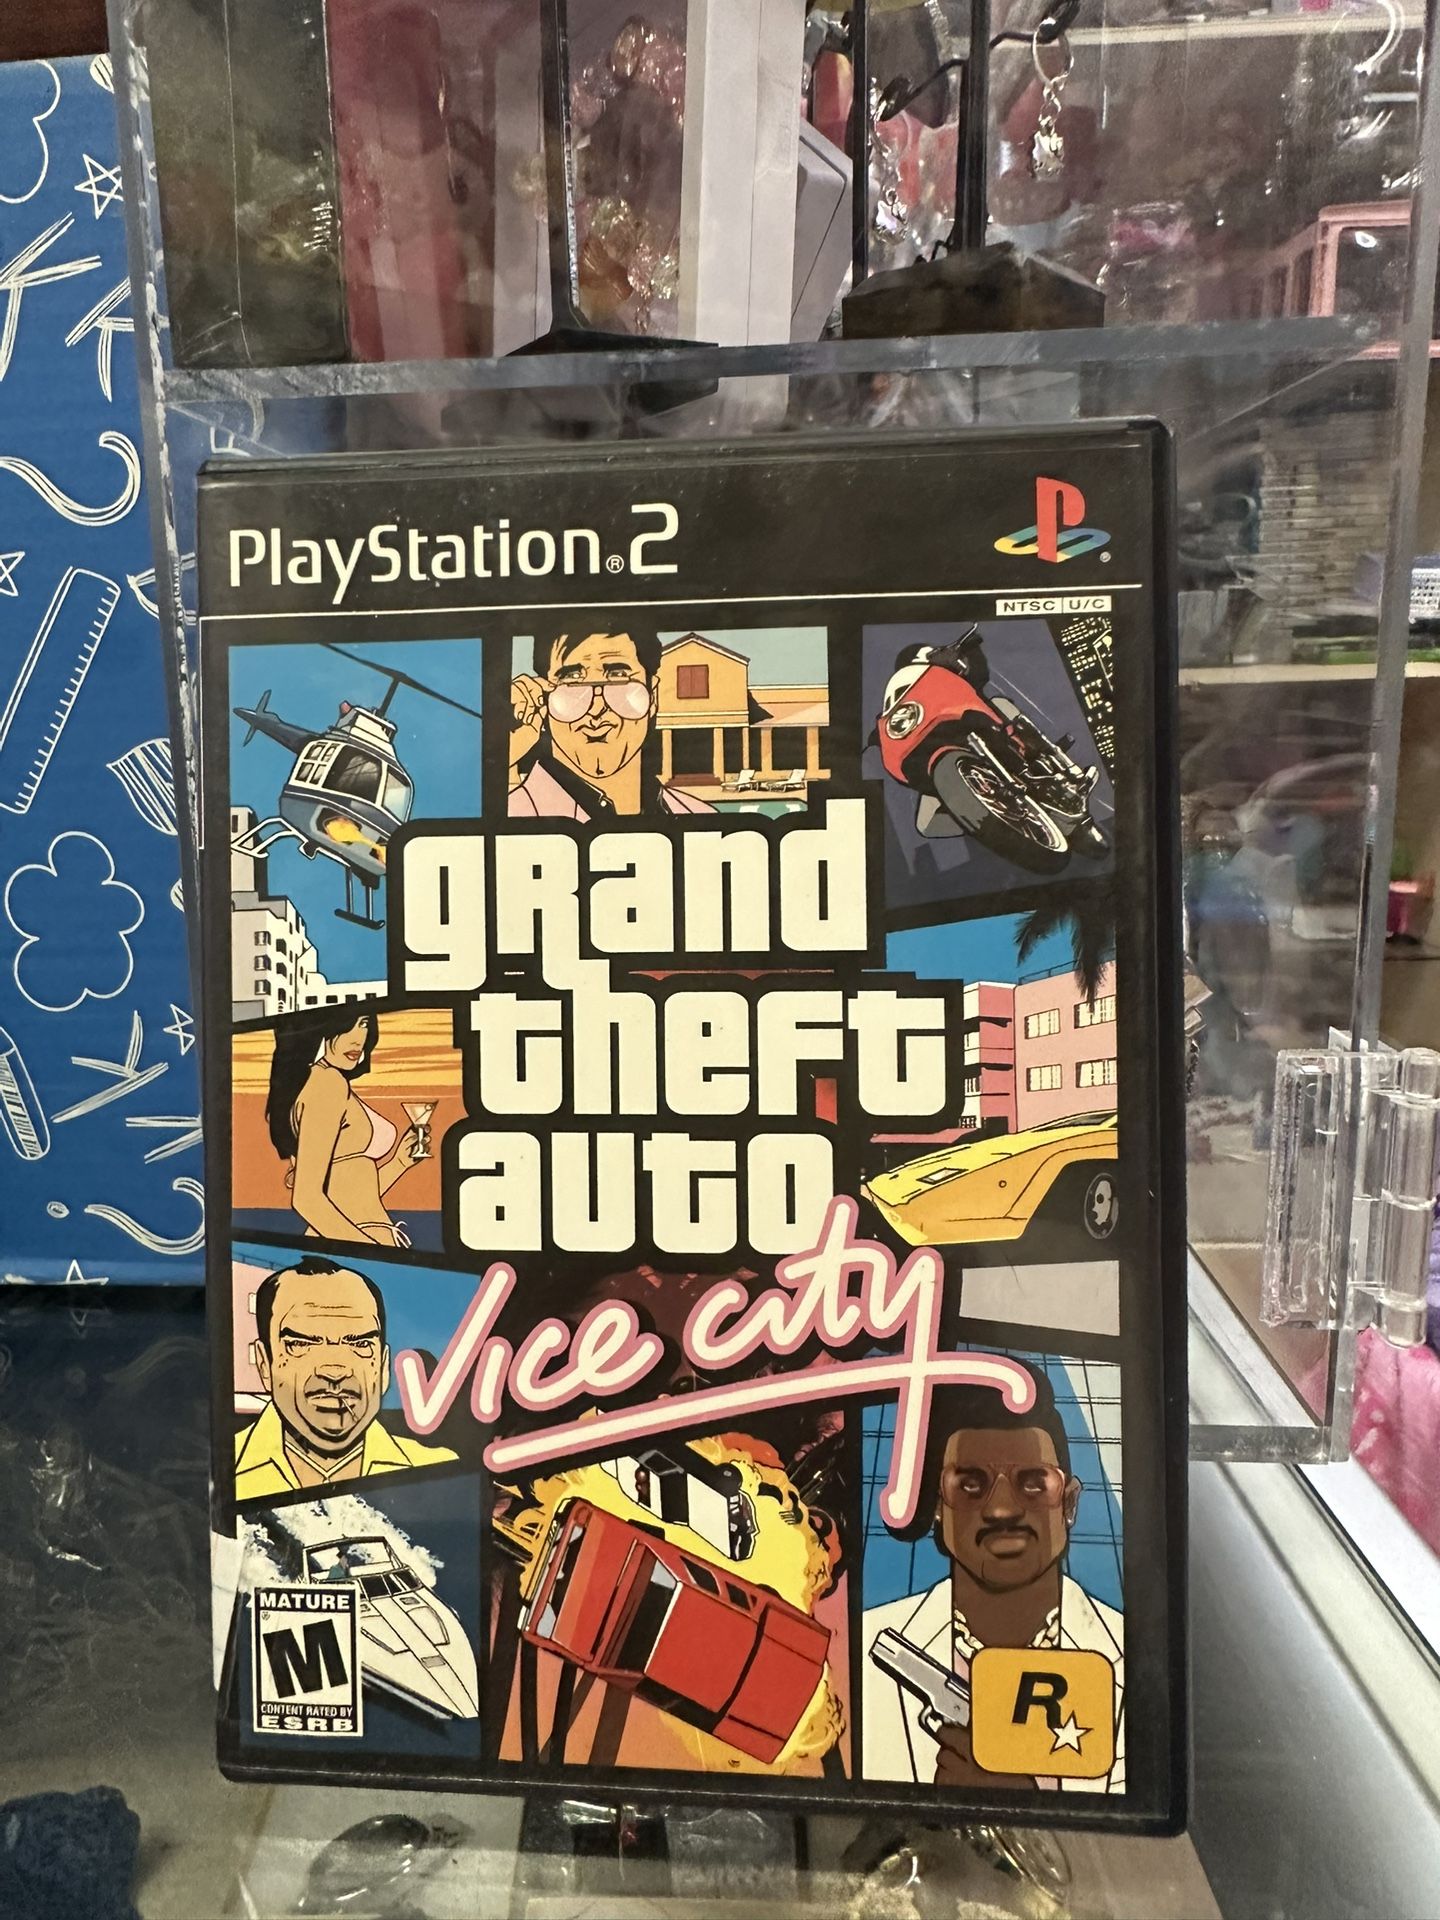 PlayStation®2
NTSC U/C
grand
theft
auto
vice city
MATURE
M
CONTENT RATED BY
ESRB
R